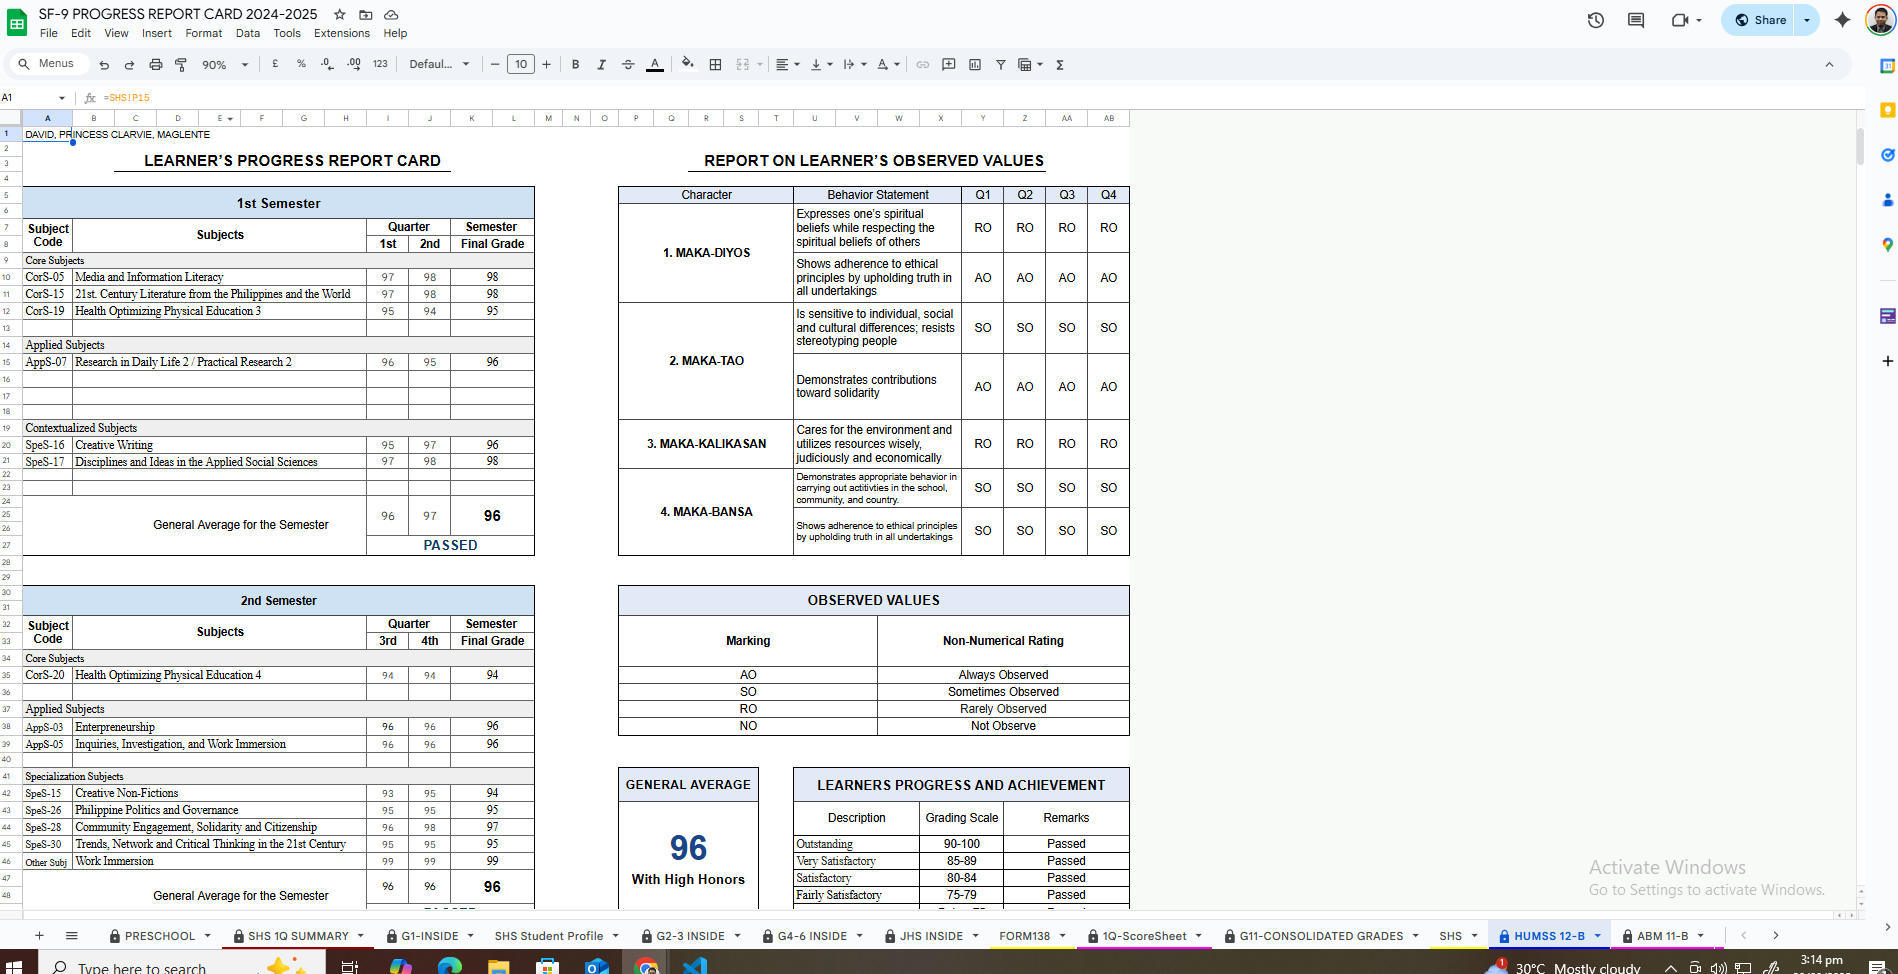 SF-9 PROGRESS REPORT CARD 2024-2025
File Edit View Insert Format Data Tools Extensions Help
Share
Menus 90% £ % .0 .00 123 Defaul... 10 B I A
A1 =SHS!P15
A B C D E F G H I J K L M N O P Q R S T U V W X Y Z AA AB
DAVID, PRINCESS CLARVIE, MAGLENTE
LEARNER'S PROGRESS REPORT CARD
1st Semester
Subject Code Subjects Quarter Semester
1st 2nd Final Grade
Core Subjects
CorS-05 Media and Information Literacy 97 98 98
CorS-15 21st. Century Literature from the Philippines and the World 97 98 98
CorS-19 Health Optimizing Physical Education 3 95 94 95
Applied Subjects
AppS-07 Research in Daily Life 2 / Practical Research 2 96 95 96
Contextualized Subjects
SpeS-16 Creative Writing 95 97 96
SpeS-17 Disciplines and Ideas in the Applied Social Sciences 97 98 98
General Average for the Semester 96 97 96
PASSED
2nd Semester
Subject Code Subjects Quarter Semester
3rd 4th Final Grade
Core Subjects
CorS-20 Health Optimizing Physical Education 4 94 94 94
Applied Subjects
AppS-03 Enterpreneurship 96 96 96
AppS-05 Inquiries, Investigation, and Work Immersion 96 96 96
Specialization Subjects
SpeS-15 Creative Non-Fictions 93 95 94
SpeS-26 Philippine Politics and Governance 95 95 95
SpeS-28 Community Engagement, Solidarity and Citizenship 96 98 97
SpeS-30 Trends, Network and Critical Thinking in the 21st Century 95 95 95
Other Subj Work Immersion 99 99 99
General Average for the Semester 96 96 96
REPORT ON LEARNER'S OBSERVED VALUES
Character Behavior Statement Q1 Q2 Q3 Q4
1. MAKA-DIYOS
Expresses one's spiritual
beliefs while respecting the RO RO RO RO
spiritual beliefs of others
Shows adherence to ethical
principles by upholding truth in AO AO AO AO
all undertakings
2. MAKA-TAO
Is sensitive to individual, social
and cultural differences; resists SO SO SO SO
stereotyping people
Demonstrates contributions AO AO AO AO
toward solidarity
3. MAKA-KALIKASAN
Cares for the environment and
utilizes resources wisely, RO RO RO RO
judiciously and economically
4. MAKA-BANSA
Demonstrates appropriate behavior in
carrying out actitivties in the school, SO SO SO SO
community, and country.
Shows adherence to ethical principles SO SO SO SO
by upholding truth in all undertakings
OBSERVED VALUES
Marking Non-Numerical Rating
AO Always Observed
SO Sometimes Observed
RO Rarely Observed
NO Not Observe
GENERAL AVERAGE
96
With High Honors
LEARNERS PROGRESS AND ACHIEVEMENT
Description Grading Scale Remarks
Outstanding 90-100 Passed
Very Satisfactory 85-89 Passed
Satisfactory 80-84 Passed
Fairly Satisfactory 75-79 Passed
Activate Windows
Go to Settings to activate Windows.
PRESCHOOL SHS 1Q SUMMARY G1-INSIDE SHS Student Profile G2-3 INSIDE G4-6 INSIDE JHS INSIDE FORM138 1Q-ScoreSheet G11-CONSOLIDATED GRADES SHS HUMSS 12-B ABM 11-B
Type here to search 1 30°C Mostly cloudy 3:14 pm